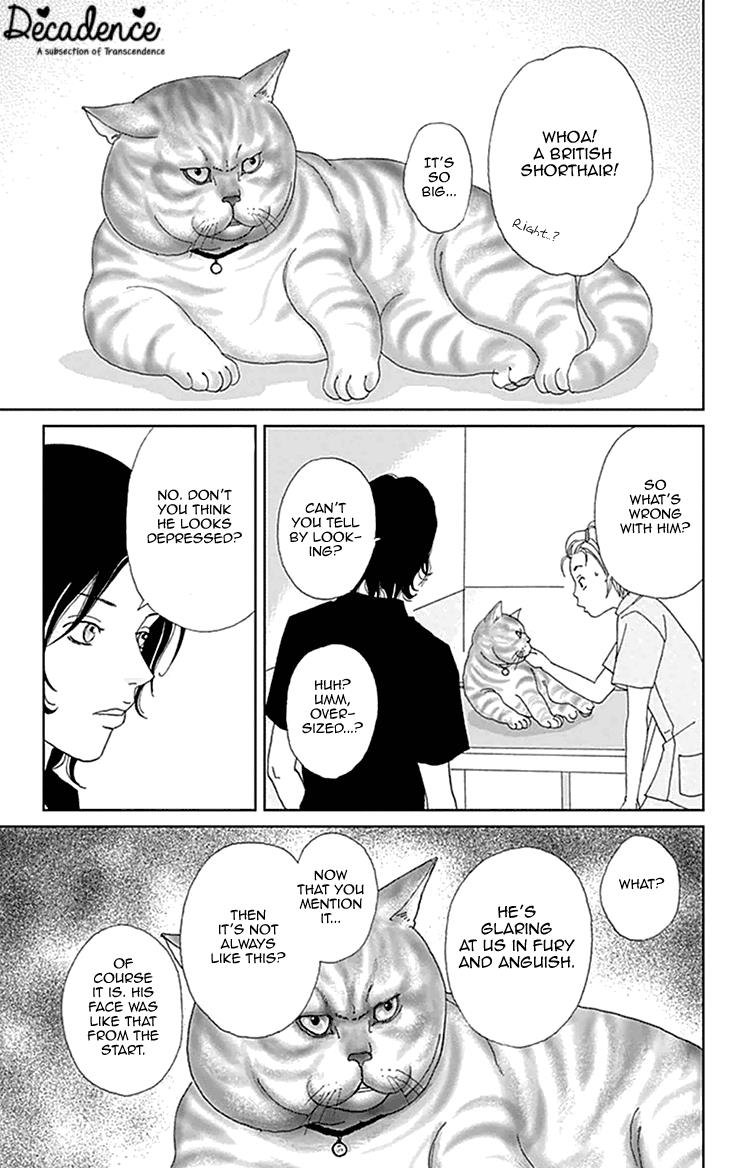 Decadence
A subsection of Transcendence
WHOA!
A BRITISH
SHORTHAIR!
Right..?
IT'S
SO
BIG...
SO
WHAT'S
WRONG
WITH HIM?
CAN'T
YOU TELL
BY LOOK-
ING?
HUH?
UMM,
OVER-
SIZED...?
NO. DON'T
YOU THINK
HE LOOKS
DEPRESSED?
WHAT?
HE'S
GLARING
AT US IN FURY
AND ANGUISH.
NOW
THAT YOU
MENTION
IT...
THEN
IT'S NOT
ALWAYS
LIKE THIS?
OF
COURSE
IT IS. HIS
FACE WAS
LIKE THAT
FROM THE
START.